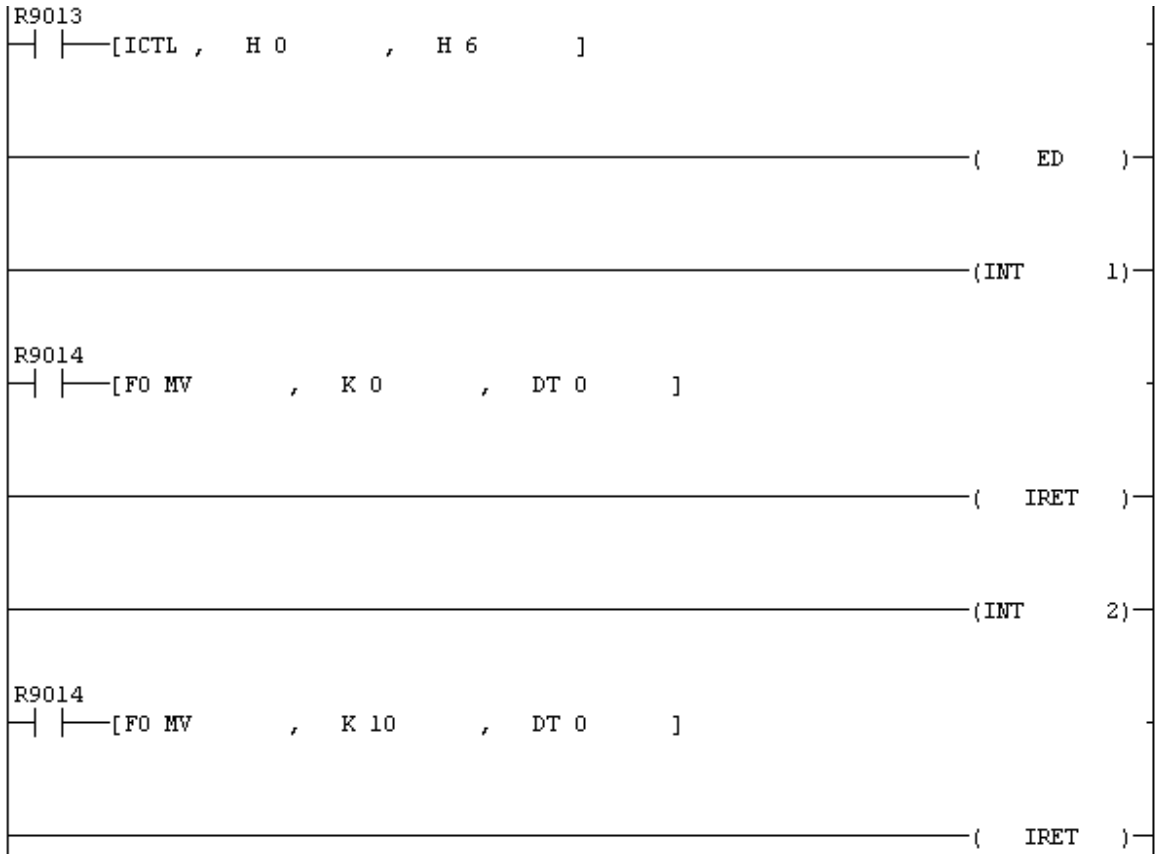 R9013
[ICTL , H 0 , H 6 ]
( ED )
(INT 1)
R9014
[F0 MV , K 0 , DT 0 ]
( IRET )
(INT 2)
R9014
[F0 MV , K 10 , DT 0 ]
( IRET )